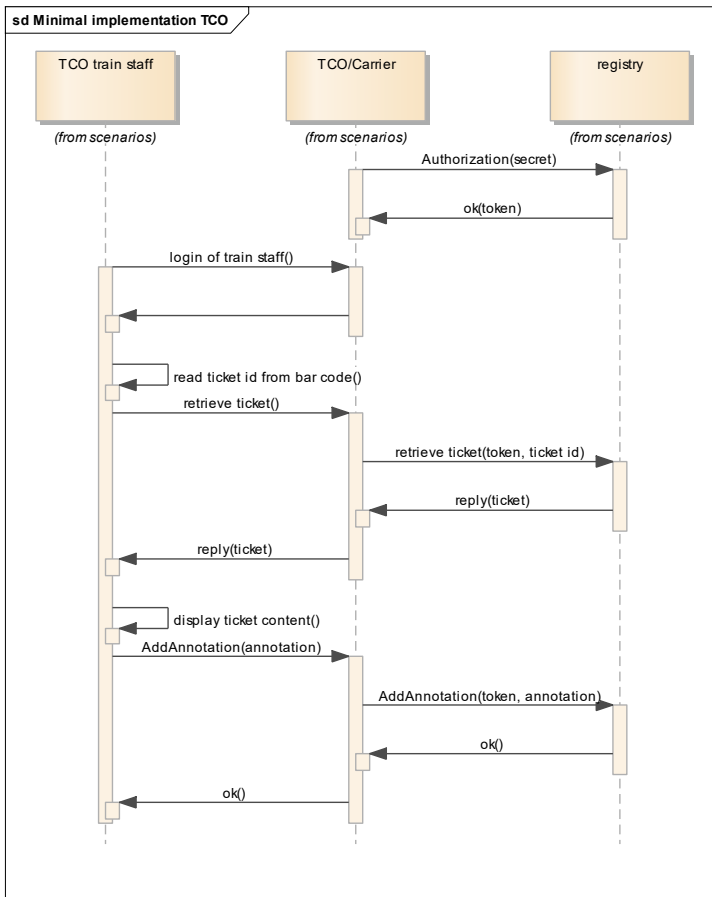 sd Minimal implementation TCO
TCO train staff
TCO/Carrier
registry
(from scenarios)
(from scenarios)
(from scenarios)
Authorization(secret)
ok(token)
login of train staff()
read ticket id from bar code()
retrieve ticket()
retrieve ticket(token, ticket id)
reply(ticket)
reply(ticket)
display ticket content()
AddAnnotation(annotation)
AddAnnotation(token, annotation)
ok()
ok()